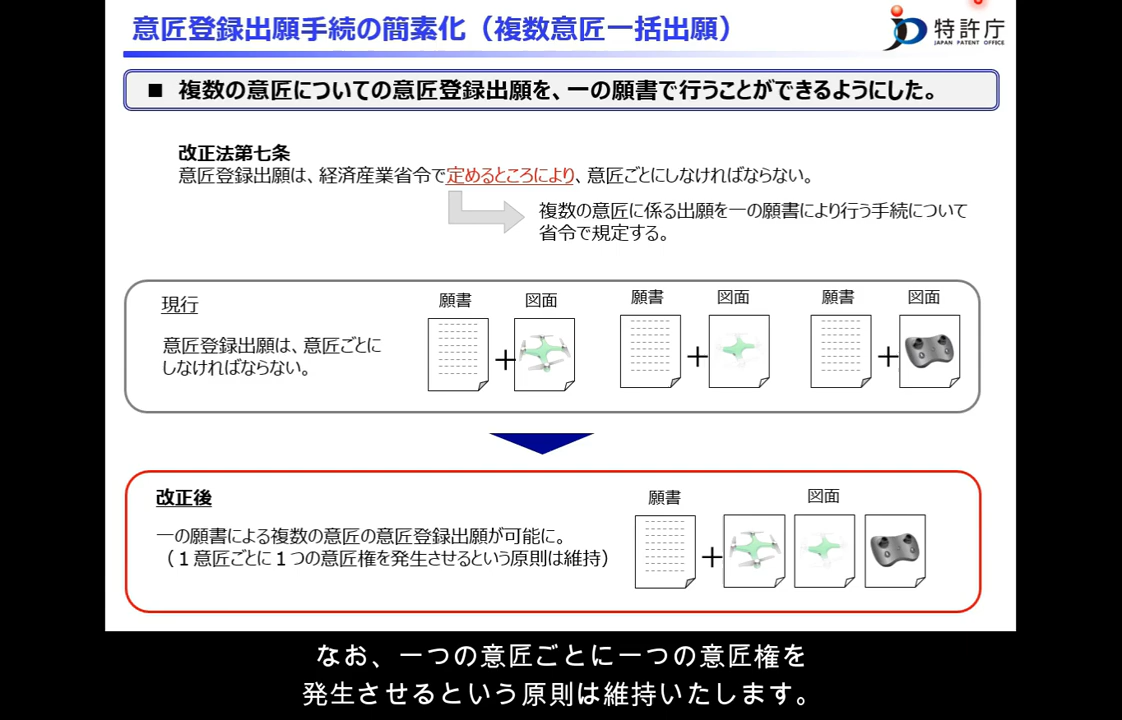 意匠登録出願手続の簡素化（複数意匠一括出願）
特許庁
JAPAN PATENT OFFICE
■ 複数の意匠についての意匠登録出願を、一の願書で行うことができるようにした。
改正法第七条
意匠登録出願は、経済産業省令で定めるところにより、意匠ごとにしなければならない。
複数の意匠に係る出願を一の願書により行う手続について
省令で規定する。
現行
意匠登録出願は、意匠ごとに
しなければならない。
願書 図面 願書 図面 願書 図面
+ + +
改正後
一の願書による複数の意匠の意匠登録出願が可能に。
（１意匠ごとに１つの意匠権を発生させるという原則は維持）
願書 図面
+
なお、一つの意匠ごとに一つの意匠権を
発生させるという原則は維持いたします。